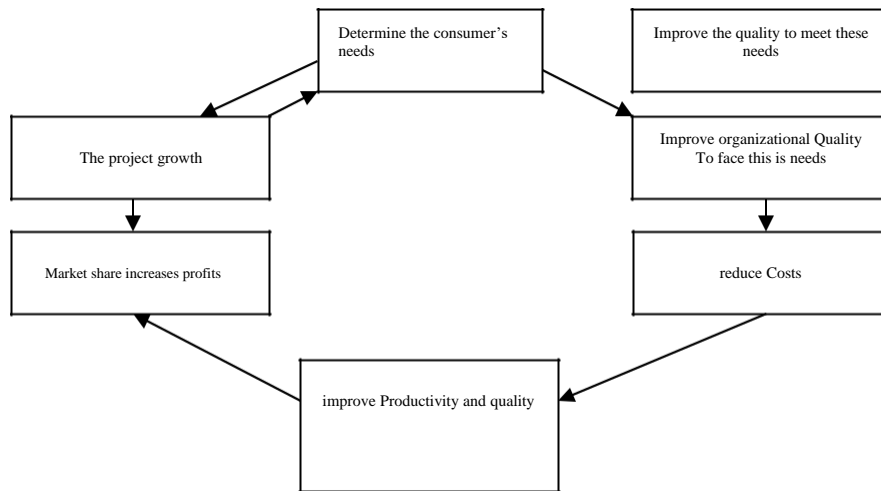 Determine the consumer’s
needs
Improve the quality to meet these
needs
The project growth
Improve organizational Quality
To face this is needs
Market share increases profits
reduce Costs
improve Productivity and quality